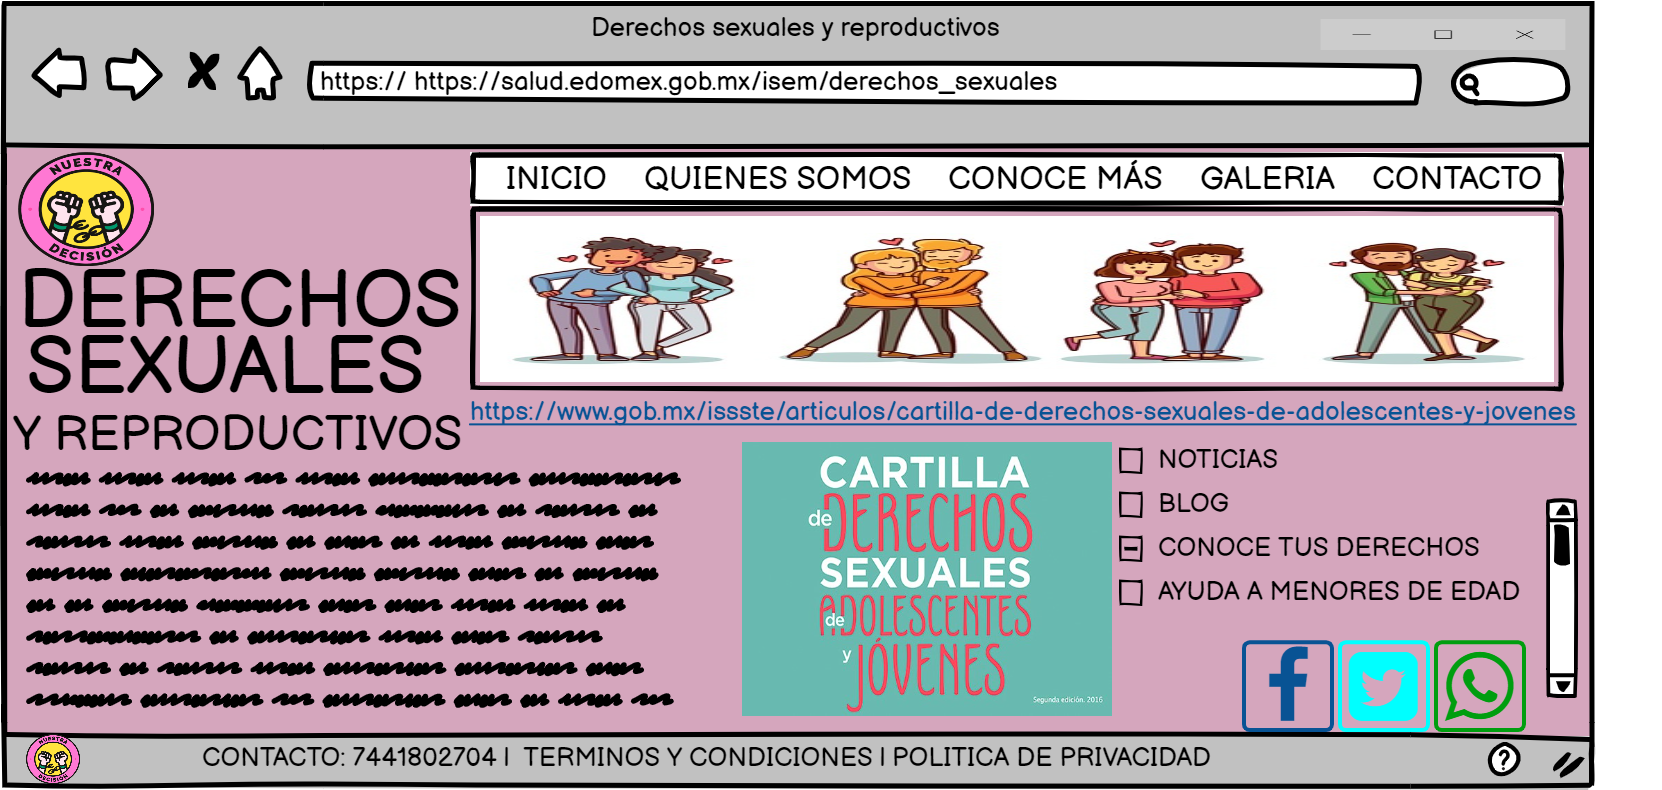 Derechos sexuales y reproductivos
https:// https://salud.edomex.gob.mx/isem/derechos_sexuales
NUESTRA
DECISIÓN
INICIO QUIENES SOMOS CONOCE MÁS GALERIA CONTACTO
DERECHOS
SEXUALES
Y REPRODUCTIVOS
https://www.gob.mx/issste/articulos/cartilla-de-derechos-sexuales-de-adolescentes-y-jovenes
CARTILLA
de DERECHOS
SEXUALES
de ADOLESCENTES
y JÓVENES
Segunda edición. 2016
NOTICIAS
BLOG
CONOCE TUS DERECHOS
AYUDA A MENORES DE EDAD
NUESTRA
DECISIÓN
CONTACTO: 7441802704 | TERMINOS Y CONDICIONES | POLITICA DE PRIVACIDAD
?